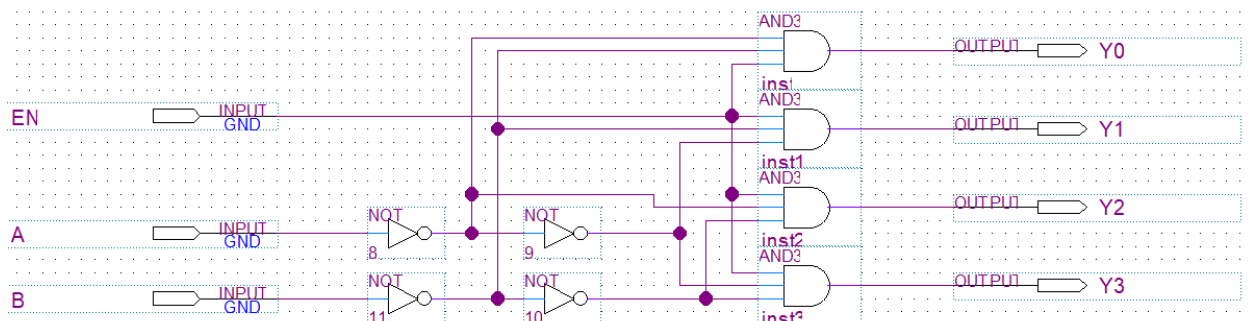 AND3
OUTPUT Y0
inst
EN INPUT
GND
AND3
OUTPUT Y1
inst1
AND3
OUTPUT Y2
inst2
A INPUT
GND
NOT
8
NOT
9
AND3
OUTPUT Y3
inst3
B INPUT
GND
NOT
11
NOT
10